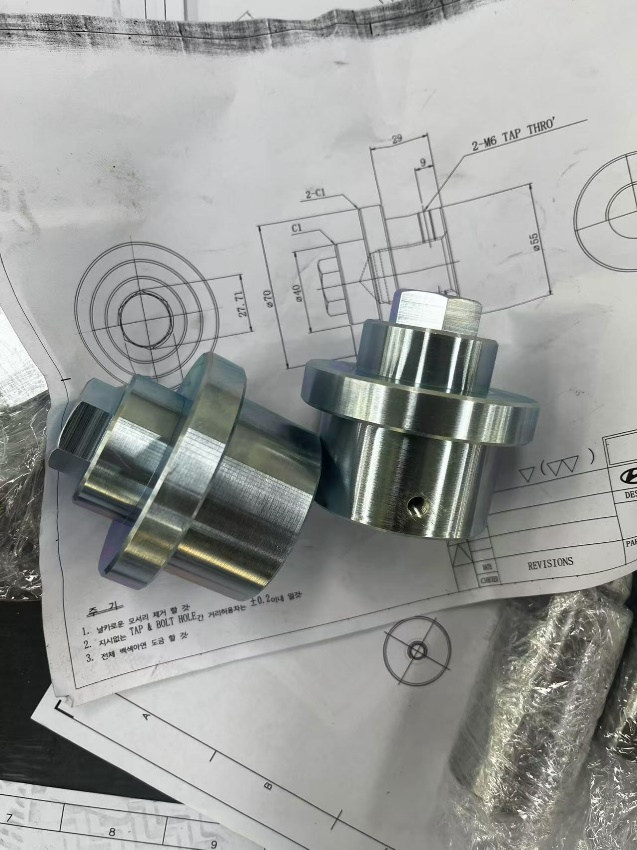 29
2-M6 TAP THRO'
9
2-C1
C1
27.71
ø70
ø40
ø55
▽(▽▽)
REVISIONS
주 기
1. 날카로운 모서리 제거 할 것
2. 지시없는 TAP & BOLT HOLE간 거리허용차는 ±0.2이내 일것
3. 전체 백색아연 도금 할 것
A
B
7
8
9